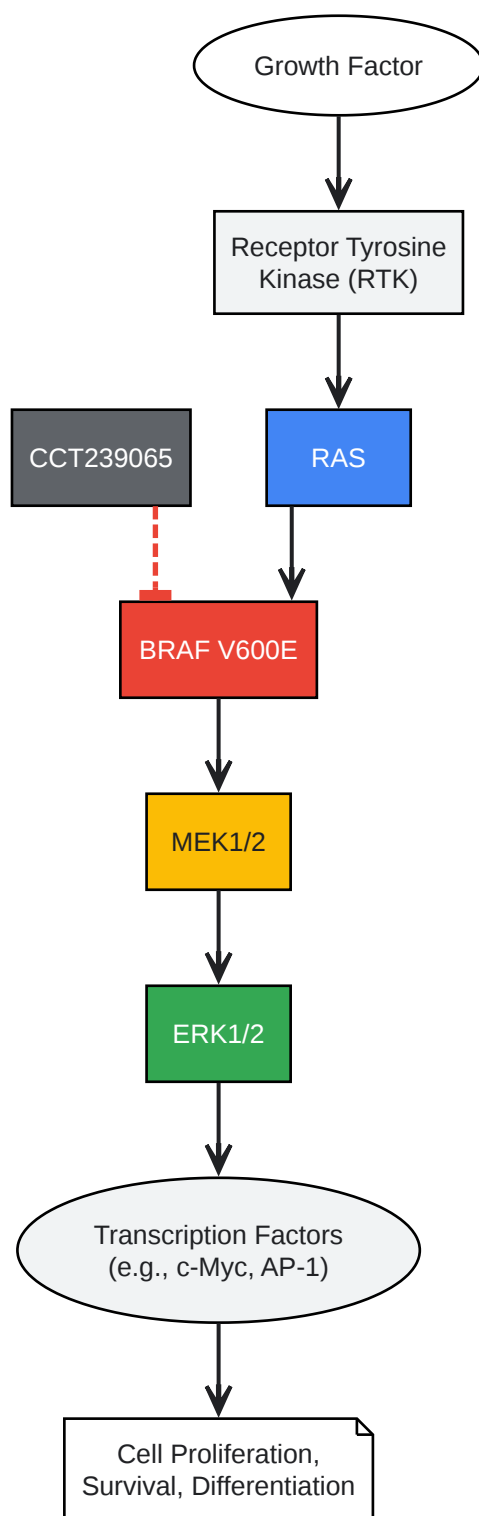 Growth Factor
Receptor Tyrosine
Kinase (RTK)
CCT239065
RAS
BRAF V600E
MEK1/2
ERK1/2
Transcription Factors
(e.g., c-Myc, AP-1)
Cell Proliferation,
Survival, Differentiation